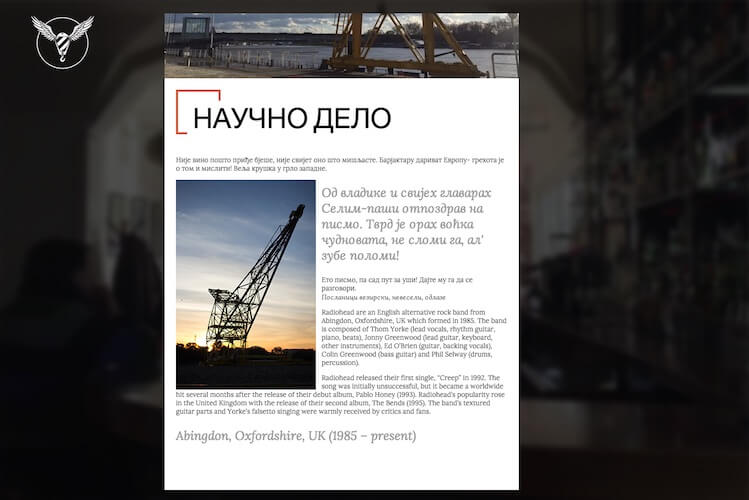 НАУЧНО ДЕЛО
Није вино пошто приђе бјеше, није свијет оно што мишљасте. Барјактару дариват Европу- грехота је
о том и мислити! Веља крушка у грло западне.
Од владике и свијех главарах
Селим-паши отпоздрав на
писмо. Тврд је орах воћка
чудновата, не сломи га, ал'
зубе поломи!
Ето писмо, па сад пут за уши! Дајте му га да се
разговори.
Посланици везирски, невесели, одлазе
Radiohead are an English alternative rock band from
Abingdon, Oxfordshire, UK which formed in 1985. The band
is composed of Thom Yorke (lead vocals, rhythm guitar,
piano, beats), Jonny Greenwood (lead guitar, keyboard,
other instruments), Ed O'Brien (guitar, backing vocals),
Colin Greenwood (bass guitar) and Phil Selway (drums,
percussion).
Radiohead released their first single, "Creep" in 1992. The
song was initially unsuccessful, but it became a worldwide
hit several months after the release of their debut album, Pablo Honey (1993). Radiohead's popularity rose
in the United Kingdom with the release of their second album, The Bends (1995). The band's textured
guitar parts and Yorke's falsetto singing were warmly received by critics and fans.
Abingdon, Oxfordshire, UK (1985 – present)